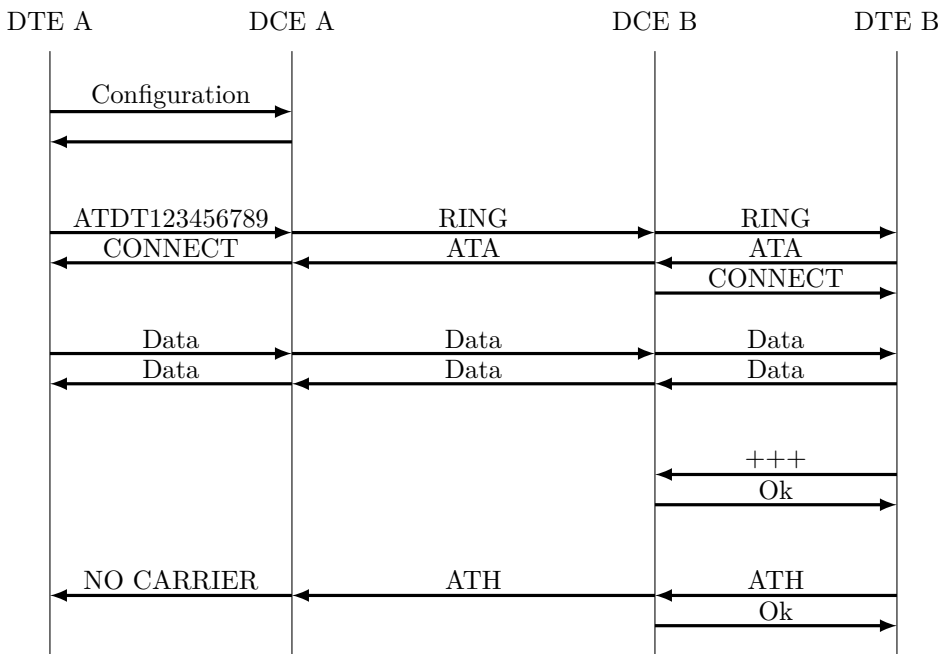 DTE A DCE A DCE B DTE B
Configuration
ATDT123456789 RING RING
CONNECT ATA ATA
CONNECT
Data Data Data
Data Data Data
+++
Ok
NO CARRIER ATH ATH
Ok